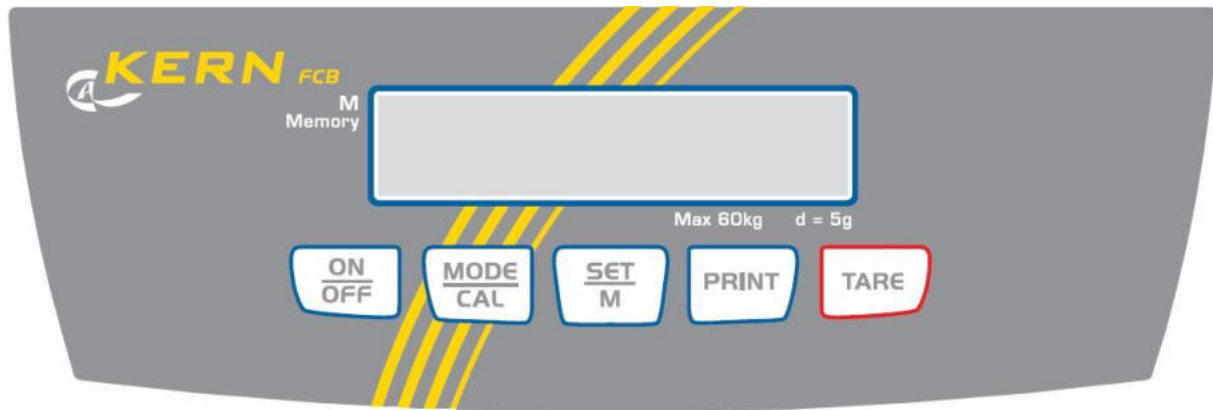 KERN FCB
M
Memory
Max 60kg d = 5g
ON
OFF
MODE
CAL
SET
M
PRINT
TARE